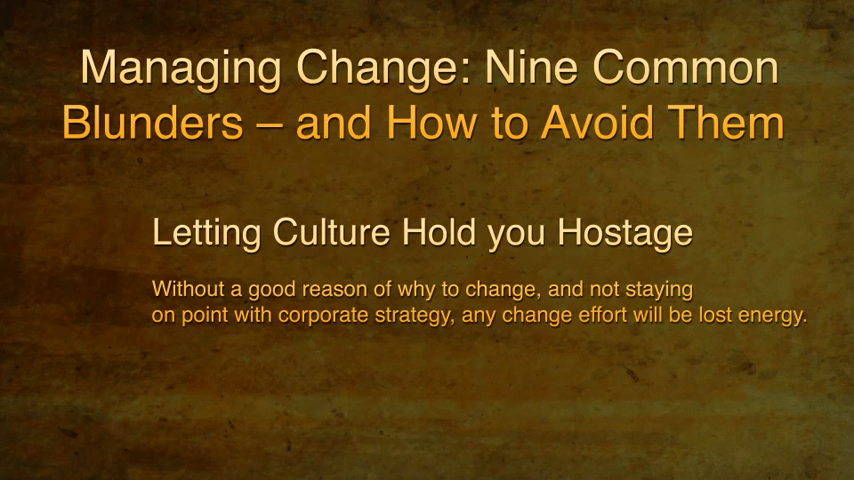 Managing Change: Nine Common
Blunders – and How to Avoid Them
Letting Culture Hold you Hostage
Without a good reason of why to change, and not staying
on point with corporate strategy, any change effort will be lost energy.